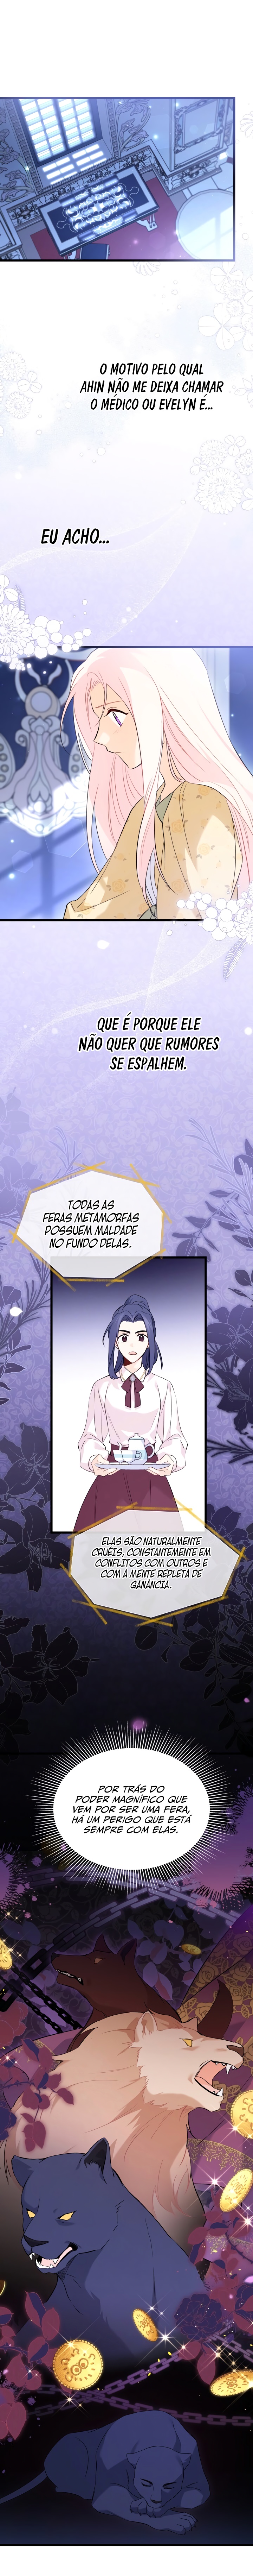 O MOTIVO PELO QUAL
AHIN NÃO ME DEIXA CHAMAR
O MÉDICO OU EVELYN É...
EU ACHO...
QUE É PORQUE ELE
NÃO QUER QUE RUMORES
SE ESPALHEM.
TODAS AS
FERAS METAMORFAS
POSSUEM MALDADE
NO FUNDO DELAS.
ELAS SÃO NATURALMENTE
CRUÉIS, CONSTANTEMENTE EM
CONFLITOS COM OUTROS E
COM A MENTE REPLETA DE
GANÂNCIA.
POR TRÁS DO
PODER MAGNÍFICO QUE
VEM POR SER UMA FERA,
HÁ UM PERIGO QUE ESTÁ
SEMPRE COM ELAS.